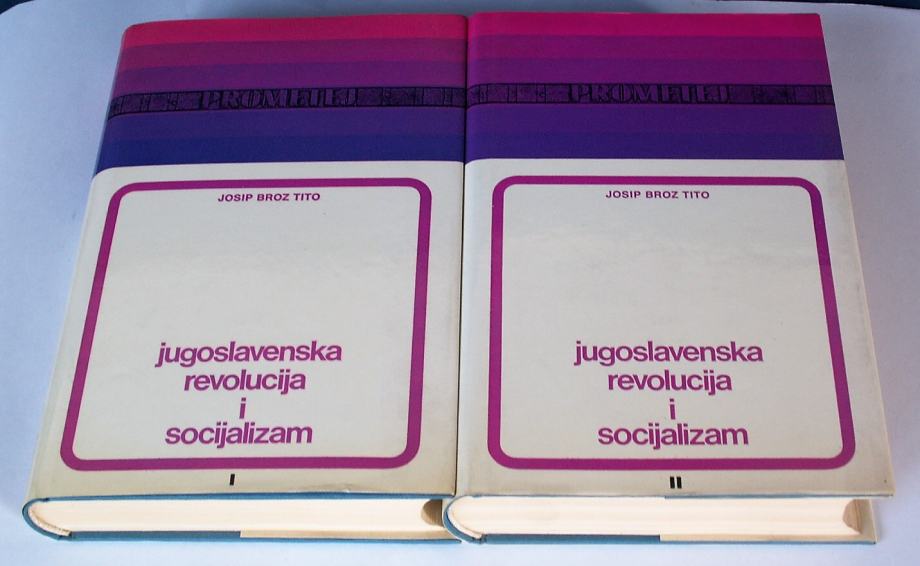 PROMETEJ
JOSIP BROZ TITO
jugoslavenska
revolucija
i
socijalizam
I
PROMETEJ
JOSIP BROZ TITO
jugoslavenska
revolucija
i
socijalizam
II